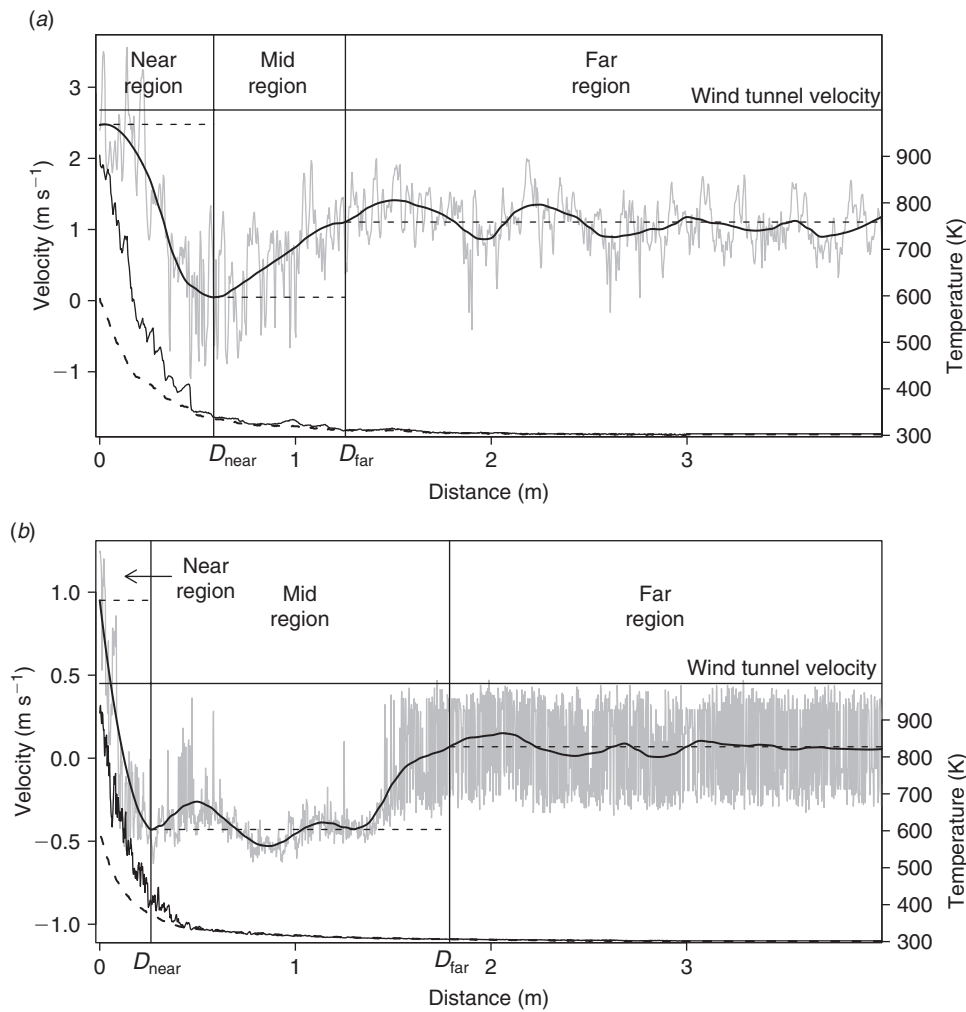 (a)
Near
region
Mid
region
Far
region
Wind tunnel velocity
3
2
1
0
−1
Velocity (m s−1)
900
800
700
600
500
400
300
Temperature (K)
0
Dnear
1
Dfar
2
3
Distance (m)
(b)
Near
region
Mid
region
Far
region
Wind tunnel velocity
1.0
0.5
0.0
−0.5
−1.0
Velocity (m s−1)
900
800
700
600
500
400
300
Temperature (K)
0
Dnear
1
Dfar
2
3
Distance (m)